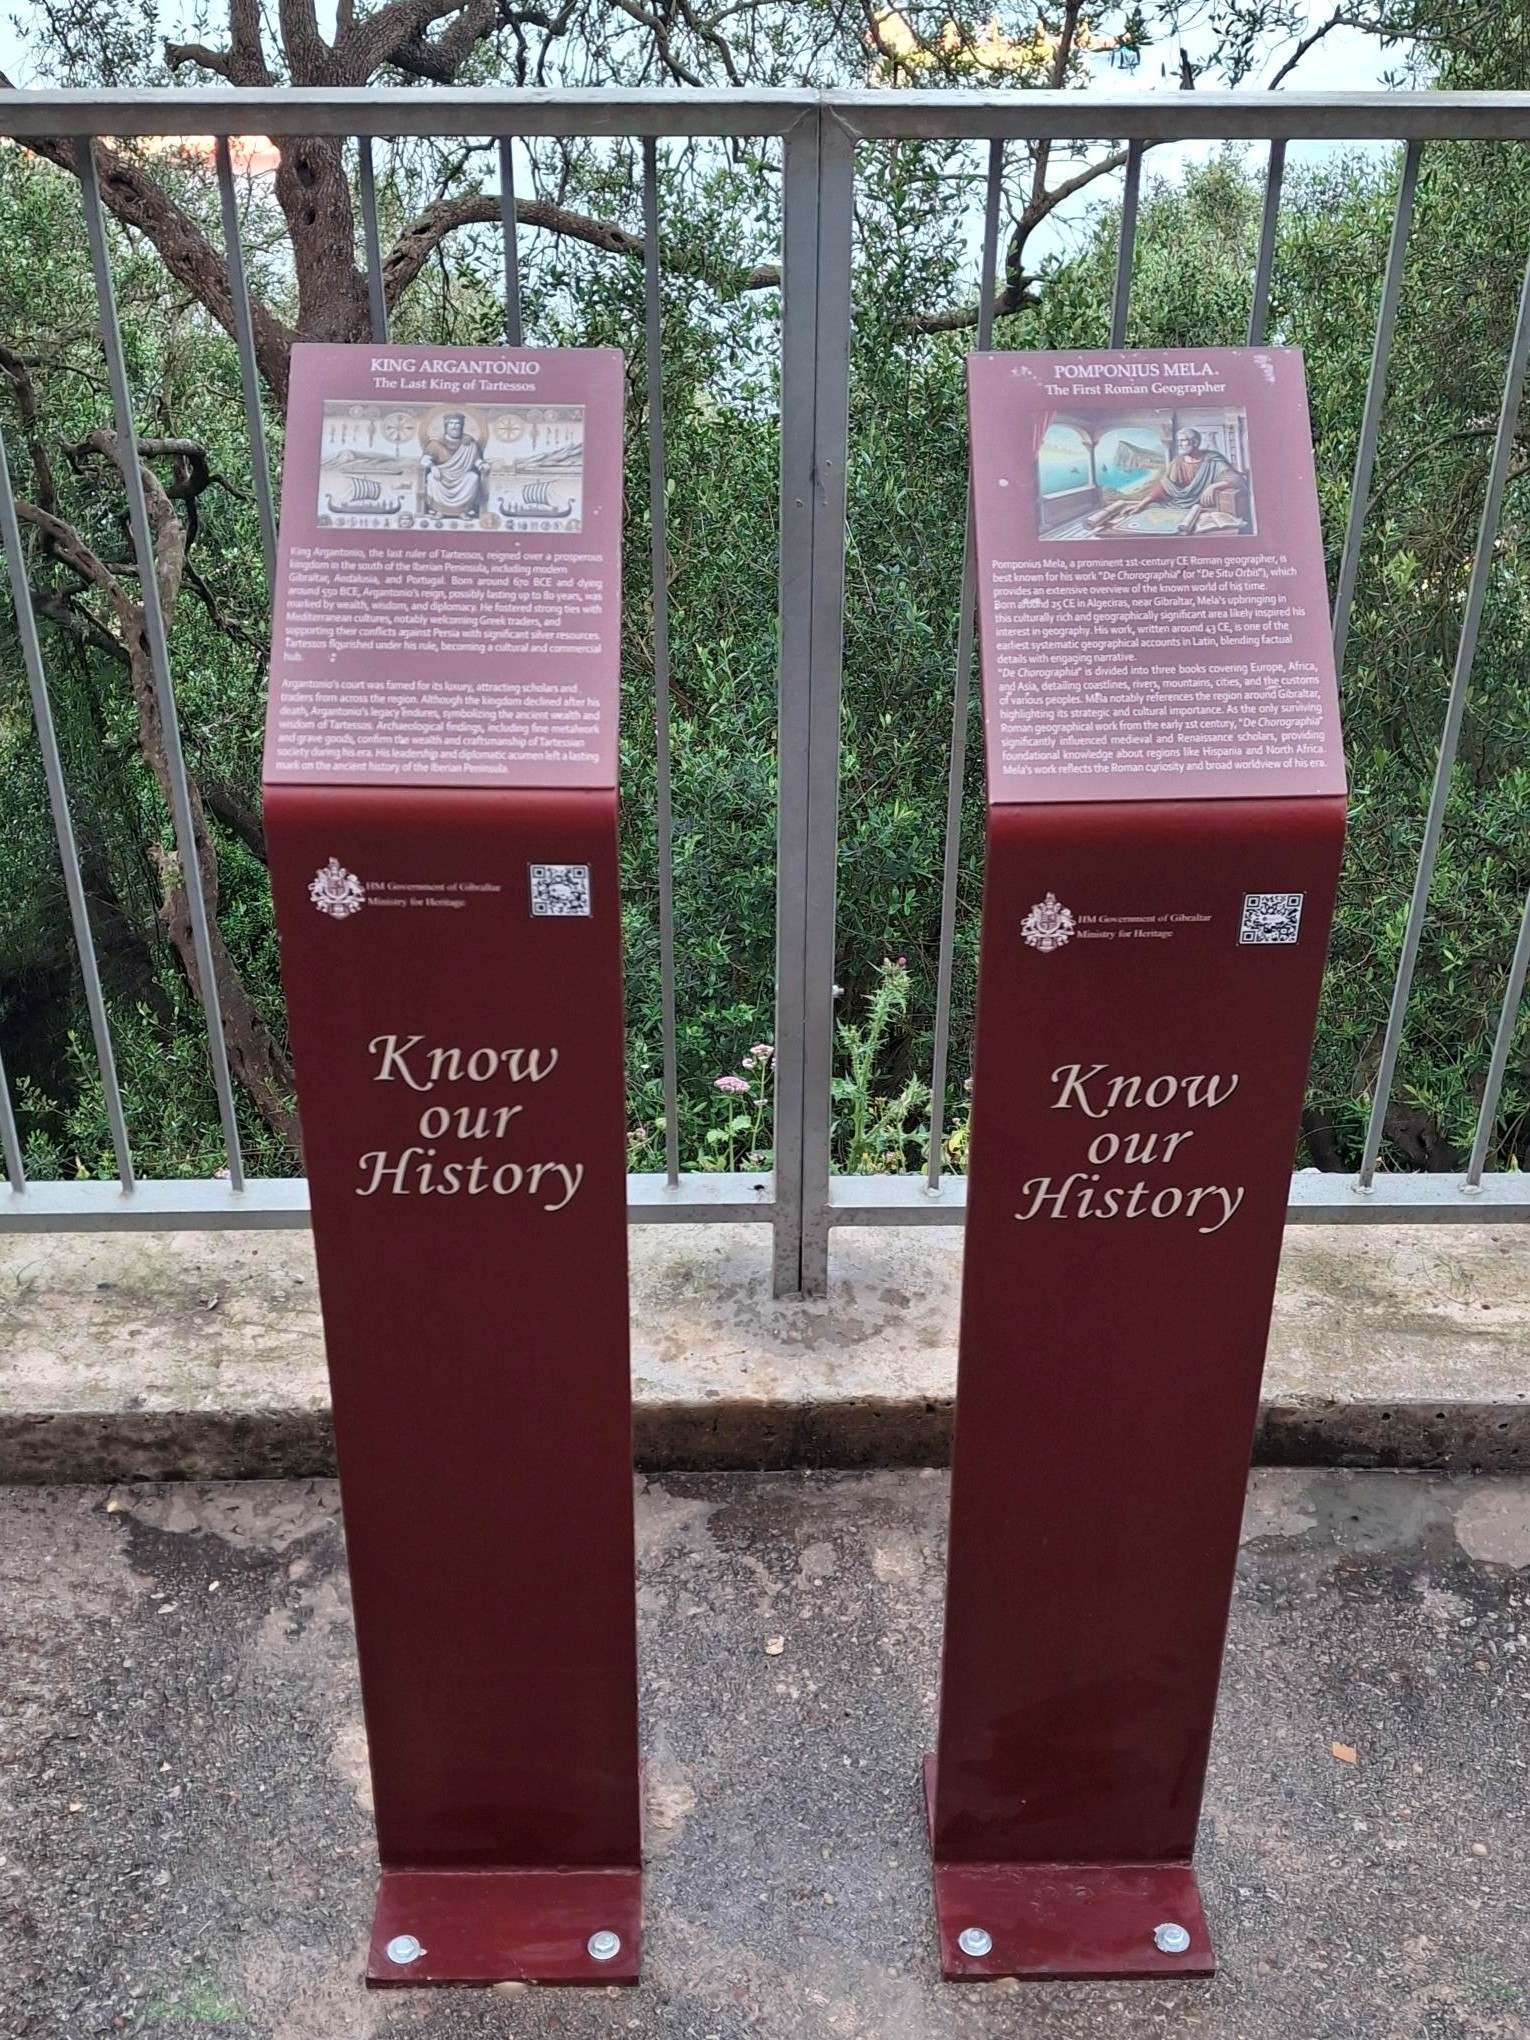 KING ARGANTONIO
The Last King of Tartessos
King Argantonio, the last ruler of Tartessos, reigned over a prosperous
kingdom in the south of the Iberian Peninsula, including modern
Gibraltar, Andalusia, and Portugal. Born around 670 BCE and dying
around 550 BCE, Argantonio's reign, possibly lasting up to 80 years, was
marked by wealth, wisdom, and diplomacy. He fostered strong ties with
Mediterranean cultures, notably welcoming Greek traders, and
supporting their conflicts against Persia with significant silver resources.
Tartessos flourished under his rule, becoming a cultural and commercial
hub.
Argantonio's court was famed for its luxury, attracting scholars and
traders from across the region. Although the kingdom declined after his
death, Argantonio's legacy endures, symbolizing the ancient wealth and
wisdom of Tartessos. Archaeological findings, including fine metalwork
and grave goods, confirm the wealth and craftsmanship of Tartessian
society during his era. His leadership and diplomatic acumen left a lasting
mark on the ancient history of the Iberian Peninsula.
HM Government of Gibraltar
Ministry for Heritage
Know
our
History
POMPONIUS MELA.
The First Roman Geographer
Pomponius Mela, a prominent 1st-century CE Roman geographer, is
best known for his work "De Chorographia" (or "De Situ Orbis"), which
provides an extensive overview of the known world of his time.
Born around 25 CE in Algeciras, near Gibraltar, Mela's upbringing in
this culturally rich and geographically significant area likely inspired his
interest in geography. His work, written around 43 CE, is one of the
earliest systematic geographical accounts in Latin, blending factual
details with engaging narrative.
"De Chorographia" is divided into three books covering Europe, Africa,
and Asia, detailing coastlines, rivers, mountains, cities, and the customs
of various peoples. Mela notably references the region around Gibraltar,
highlighting its strategic and cultural importance. As the only surviving
Roman geographical work from the early 1st century, "De Chorographia"
significantly influenced medieval and Renaissance scholars, providing
foundational knowledge about regions like Hispania and North Africa.
Mela's work reflects the Roman curiosity and broad worldview of his era.
HM Government of Gibraltar
Ministry for Heritage
Know
our
History